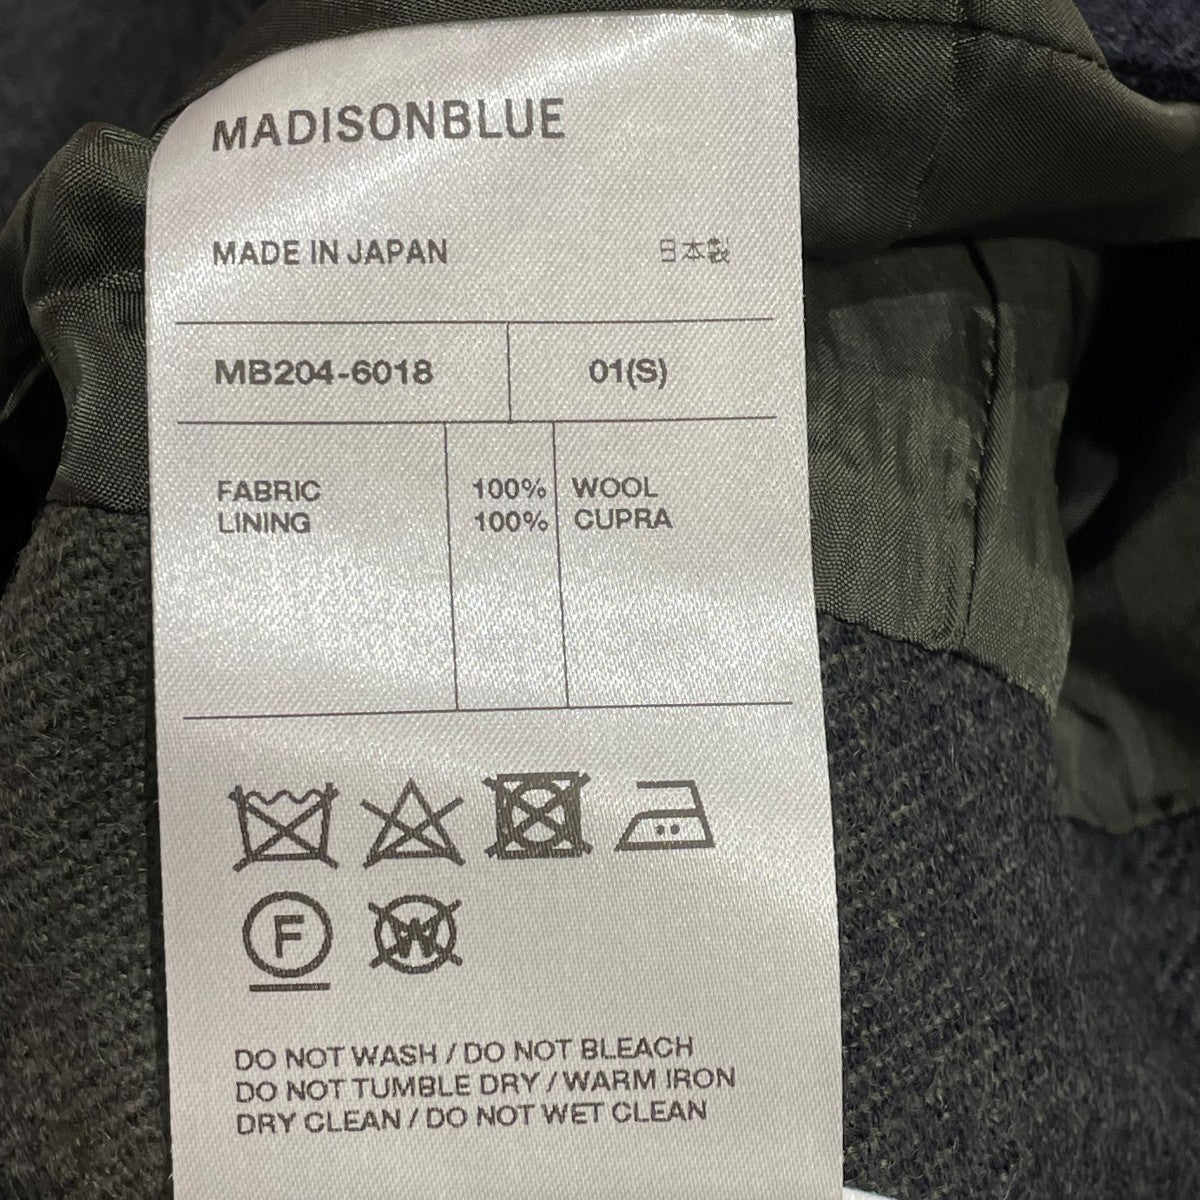 MADISONBLUE
MADE IN JAPAN 日本製
MB204-6018 01(S)
FABRIC 100% WOOL
LINING 100% CUPRA
F W
DO NOT WASH / DO NOT BLEACH
DO NOT TUMBLE DRY / WARM IRON
DRY CLEAN / DO NOT WET CLEAN